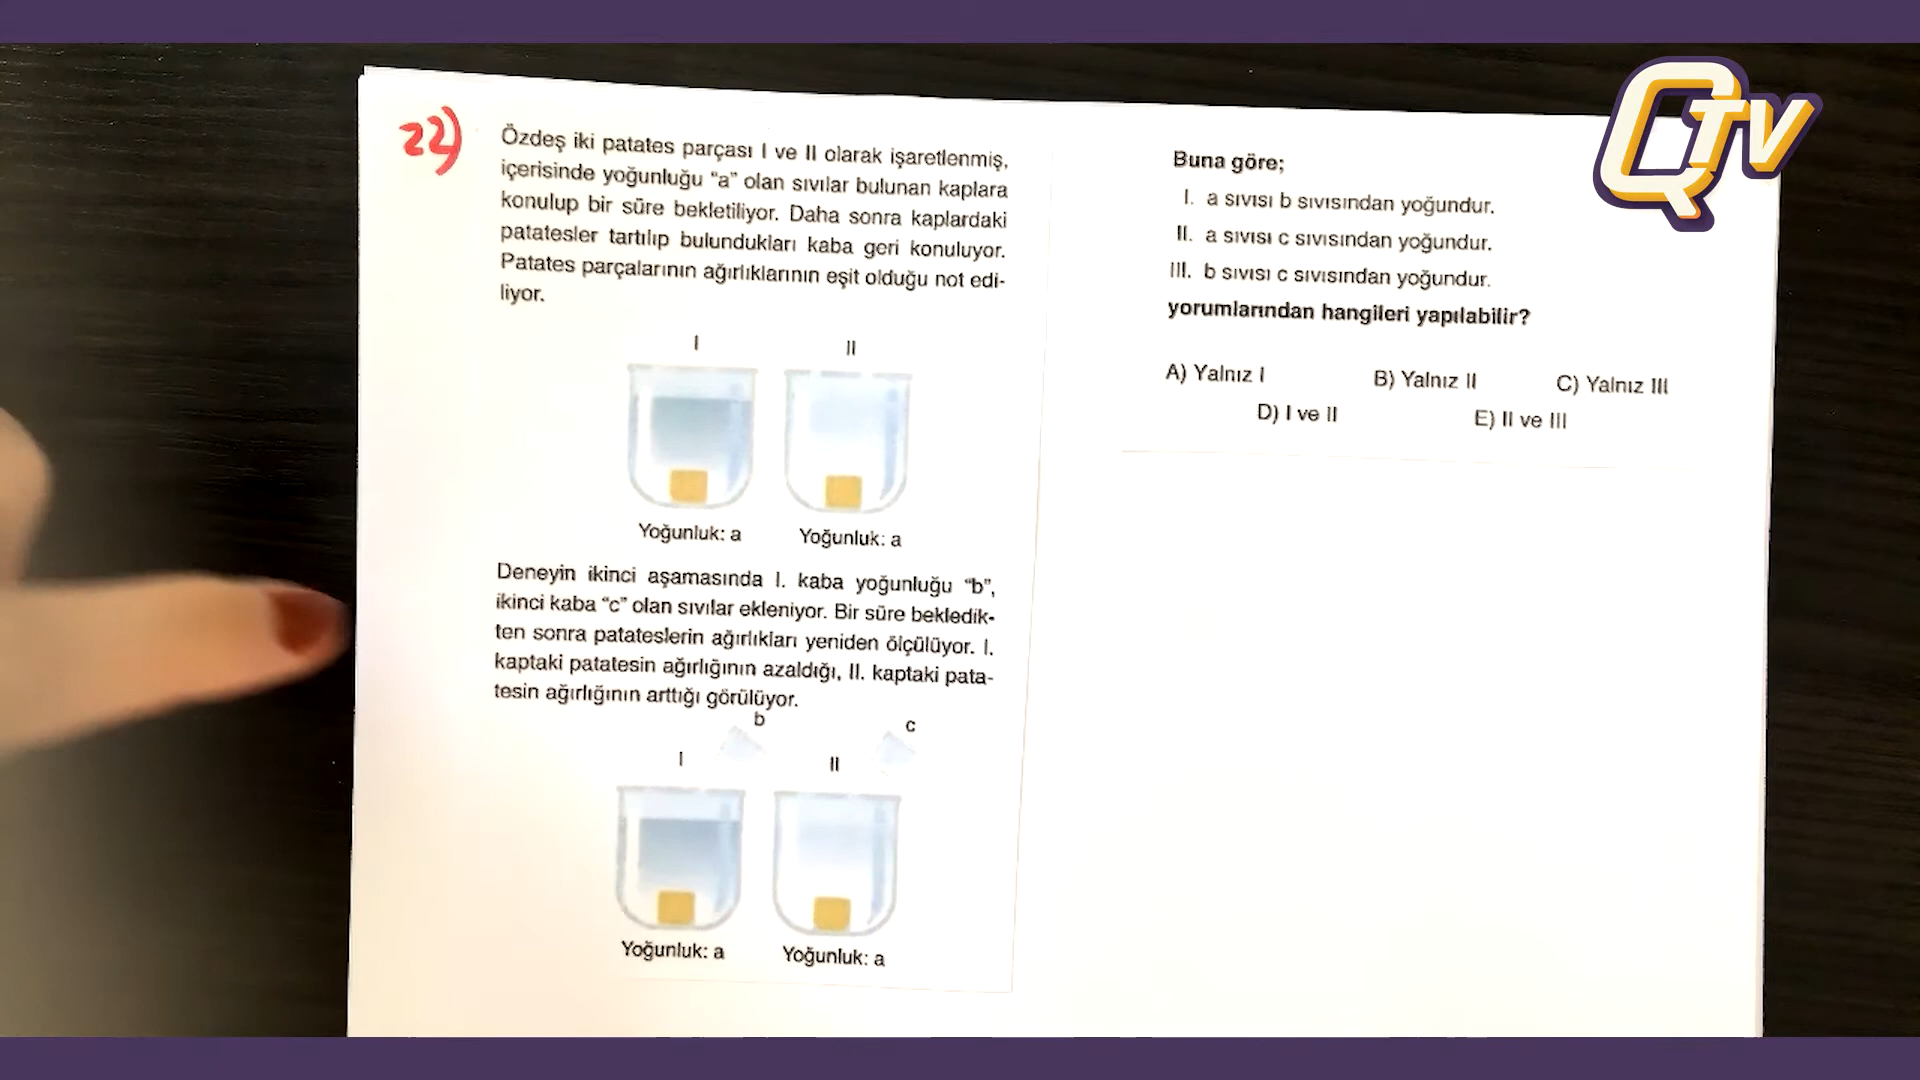 22)
Özdeş iki patates parçası I ve II olarak işaretlenmiş,
içerisinde yoğunluğu “a” olan sıvılar bulunan kaplara
konulup bir süre bekletiliyor. Daha sonra kaplardaki
patatesler tartılıp bulundukları kaba geri konuluyor.
Patates parçalarının ağırlıklarının eşit olduğu not edi-
liyor.
I
II
Yoğunluk: a
Yoğunluk: a
Deneyin ikinci aşamasında I. kaba yoğunluğu “b”,
ikinci kaba “c” olan sıvılar ekleniyor. Bir süre bekledik-
ten sonra patateslerin ağırlıkları yeniden ölçülüyor. I.
kaptaki patatesin ağırlığının azaldığı, II. kaptaki pata-
tesin ağırlığının arttığı görülüyor.
b
c
I
II
Yoğunluk: a
Yoğunluk: a
Buna göre;
I. a sıvısı b sıvısından yoğundur.
II. a sıvısı c sıvısından yoğundur.
III. b sıvısı c sıvısından yoğundur.
yorumlarından hangileri yapılabilir?
A) Yalnız I
B) Yalnız II
C) Yalnız III
D) I ve II
E) II ve III
QTV